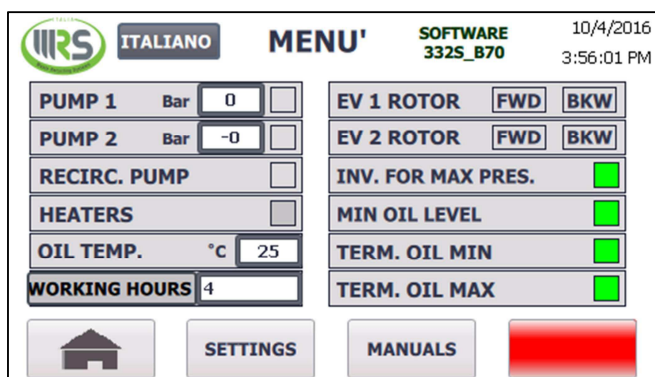 ITALIA
WRS
ITALIANO
MENU'
SOFTWARE
332S_B70
10/4/2016
3:56:01 PM
PUMP 1 Bar 0
PUMP 2 Bar -0
RECIRC. PUMP
HEATERS
OIL TEMP. °C 25
WORKING HOURS 4
EV 1 ROTOR FWD BKW
EV 2 ROTOR FWD BKW
INV. FOR MAX PRES.
MIN OIL LEVEL
TERM. OIL MIN
TERM. OIL MAX
SETTINGS
MANUALS